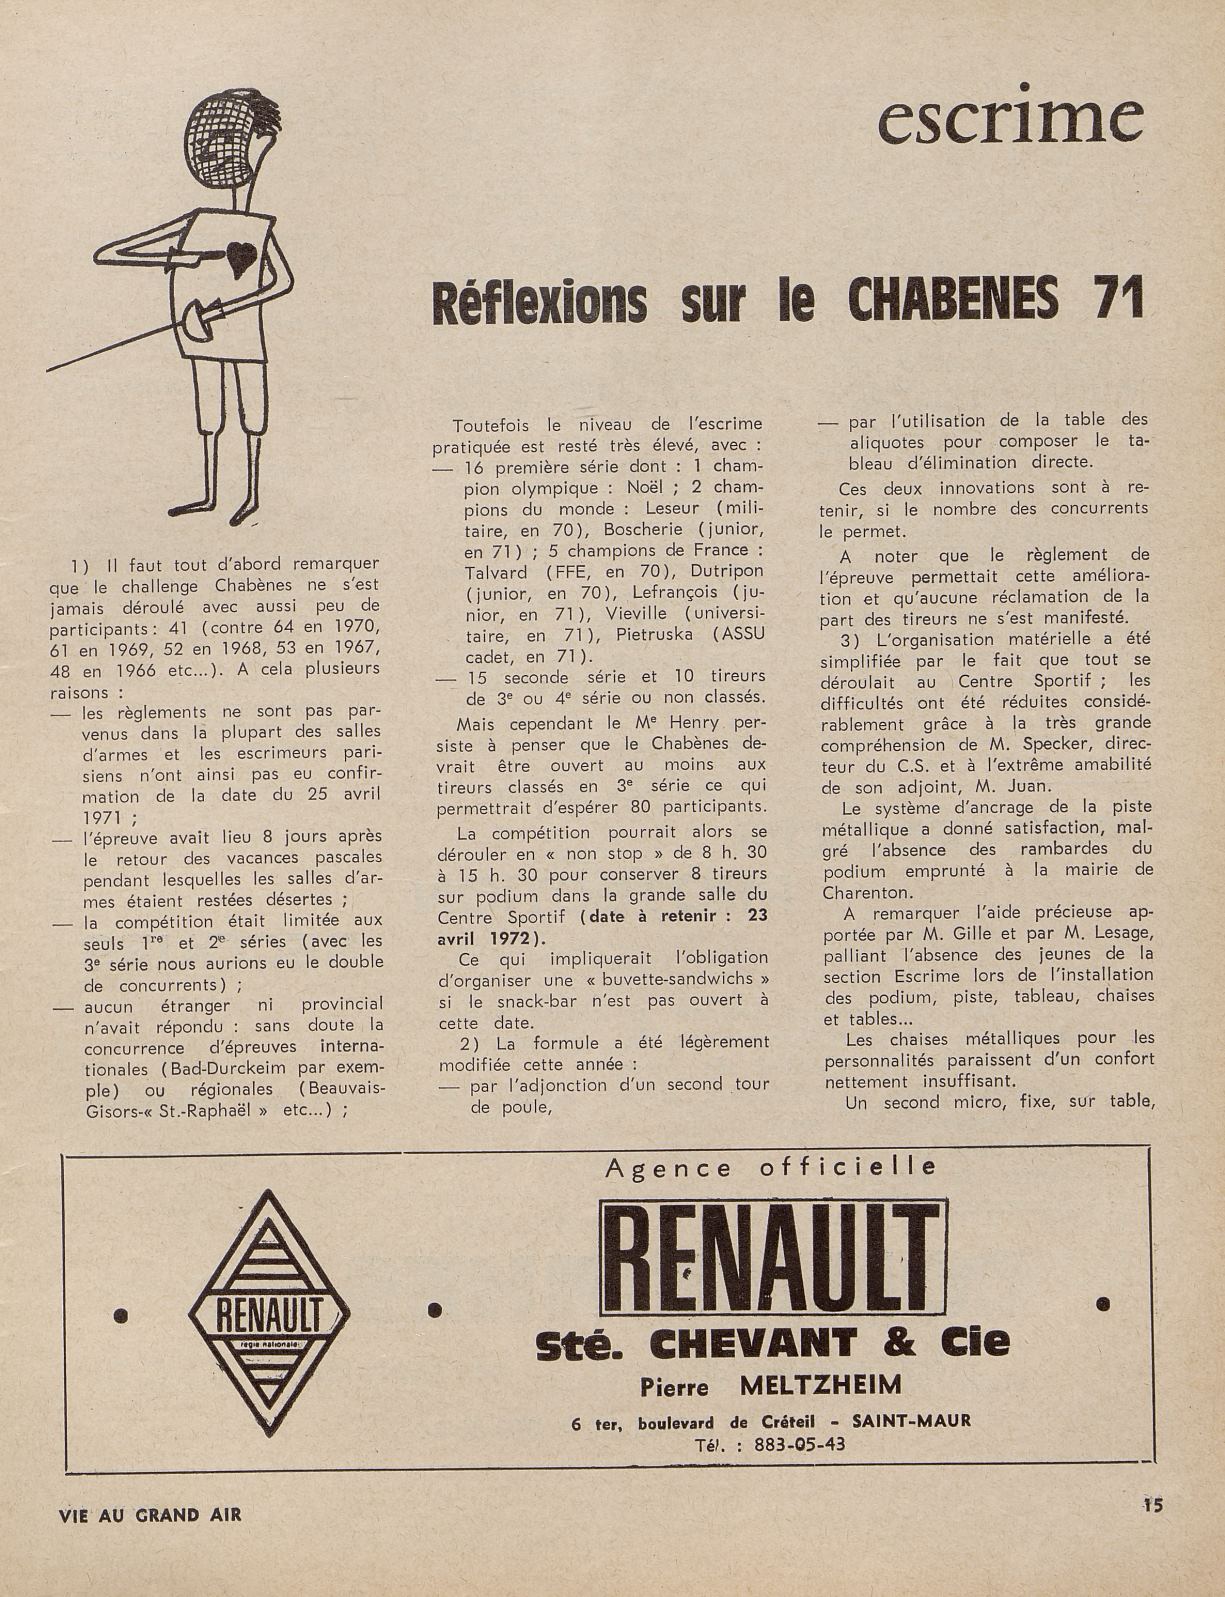 escrime
Réflexions sur le CHABENES 71
1) Il faut tout d'abord remarquer
que le challenge Chabènes ne s'est
jamais déroulé avec aussi peu de
participants : 41 (contre 64 en 1970,
61 en 1969, 52 en 1968, 53 en 1967,
48 en 1966 etc...). A cela plusieurs
raisons :
— les règlements ne sont pas par-
venus dans la plupart des salles
d'armes et les escrimeurs pari-
siens n'ont ainsi pas eu confir-
mation de la date du 25 avril
1971 ;
— l'épreuve avait lieu 8 jours après
le retour des vacances pascales
pendant lesquelles les salles d'ar-
mes étaient restées désertes ;
— la compétition était limitée aux
seuls 1re et 2e séries (avec les
3e série nous aurions eu le double
de concurrents) ;
— aucun étranger ni provincial
n'avait répondu : sans doute la
concurrence d'épreuves interna-
tionales (Bad-Durckeim par exem-
ple) ou régionales (Beauvais-
Gisors-« St.-Raphaël » etc...) ;
Toutefois le niveau de l'escrime
pratiquée est resté très élevé, avec :
— 16 première série dont : 1 cham-
pion olympique : Noël ; 2 cham-
pions du monde : Leseur (mili-
taire, en 70), Boscherie (junior,
en 71) ; 5 champions de France :
Talvard (FFE, en 70), Dutripon
(junior, en 70), Lefrançois (ju-
nior, en 71), Vieville (universi-
taire, en 71), Pietruska (ASSU
cadet, en 71).
— 15 seconde série et 10 tireurs
de 3e ou 4e série ou non classés.
Mais cependant le Me Henry per-
siste à penser que le Chabènes de-
vrait être ouvert au moins aux
tireurs classés en 3e série ce qui
permettrait d'espérer 80 participants.
La compétition pourrait alors se
dérouler en « non stop » de 8 h. 30
à 15 h. 30 pour conserver 8 tireurs
sur podium dans la grande salle du
Centre Sportif (date à retenir : 23
avril 1972).
Ce qui impliquerait l'obligation
d'organiser une « buvette-sandwichs »
si le snack-bar n'est pas ouvert à
cette date.
2) La formule a été légèrement
modifiée cette année :
— par l'adjonction d'un second tour
de poule,
— par l'utilisation de la table des
aliquotes pour composer le ta-
bleau d'élimination directe.
Ces deux innovations sont à re-
tenir, si le nombre des concurrents
le permet.
A noter que le règlement de
l'épreuve permettait cette améliora-
tion et qu'aucune réclamation de la
part des tireurs ne s'est manifesté.
3) L'organisation matérielle a été
simplifiée par le fait que tout se
déroulait au Centre Sportif ; les
difficultés ont été réduites considé-
rablement grâce à la très grande
compréhension de M. Specker, direc-
teur du C.S. et à l'extrême amabilité
de son adjoint, M. Juan.
Le système d'ancrage de la piste
métallique a donné satisfaction, mal-
gré l'absence des rambardes du
podium emprunté à la mairie de
Charenton.
A remarquer l'aide précieuse ap-
portée par M. Gille et par M. Lesage,
palliant l'absence des jeunes de la
section Escrime lors de l'installation
des podium, piste, tableau, chaises
et tables...
Les chaises métalliques pour les
personnalités paraissent d'un confort
nettement insuffisant.
Un second micro, fixe, sur table,
Agence officielle
RENAULT
RENAULT
regie nationale
Sté. CHEVANT & Cie
Pierre MELTZHEIM
6 ter, boulevard de Créteil - SAINT-MAUR
Tél. : 883-05-43
VIE AU GRAND AIR
15